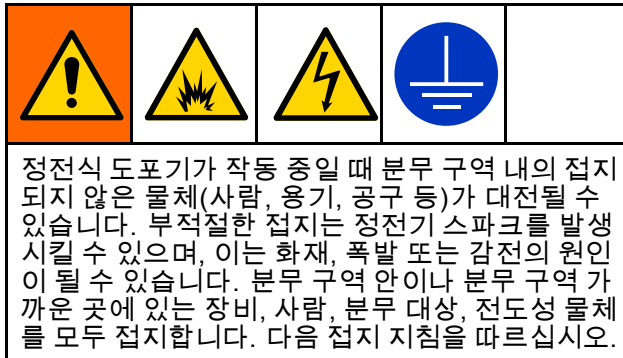 정전식 도포기가 작동 중일 때 분무 구역 내의 접지
되지 않은 물체(사람, 용기, 공구 등)가 대전될 수
있습니다. 부적절한 접지는 정전기 스파크를 발생
시킬 수 있으며, 이는 화재, 폭발 또는 감전의 원인
이 될 수 있습니다. 분무 구역 안이나 분무 구역 가
까운 곳에 있는 장비, 사람, 분무 대상, 전도성 물체
를 모두 접지합니다. 다음 접지 지침을 따르십시오.